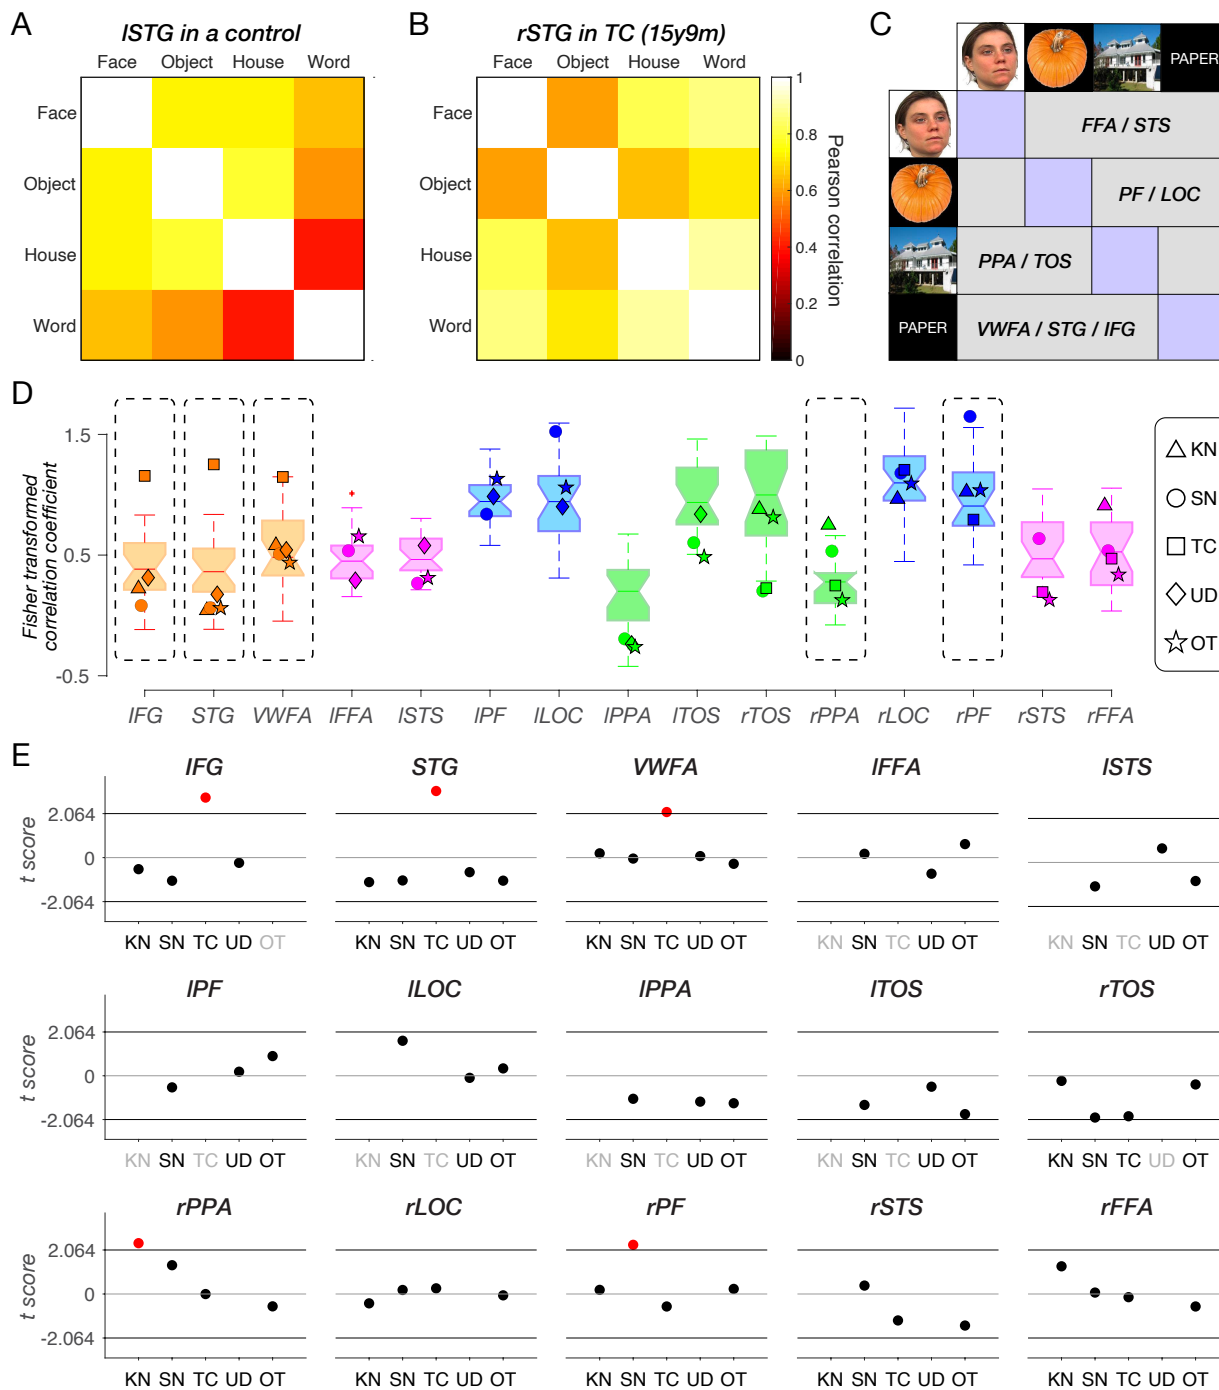 A
lSTG in a control
Face Object House Word
Face
Object
House
Word
B
rSTG in TC (15y9m)
Face Object House Word
Face
Object
House
Word
1
0.8
0.6
0.4
0.2
0
Pearson correlation
C
PAPER
FFA / STS
PF / LOC
PPA / TOS
PAPER
VWFA / STG / IFG
D
Fisher transformed
correlation coefficient
1.5
0.5
-0.5
IFG STG VWFA lFFA lSTS lPF lLOC lPPA lTOS rTOS rPPA rLOC rPF rSTS rFFA
KN
SN
TC
UD
OT
E
IFG STG VWFA lFFA lSTS
t score
2.064
0
-2.064
KN SN TC UD OT KN SN TC UD OT KN SN TC UD OT KN SN TC UD OT KN SN TC UD OT
lPF lLOC lPPA lTOS rTOS
t score
2.064
0
-2.064
KN SN TC UD OT KN SN TC UD OT KN SN TC UD OT KN SN TC UD OT KN SN TC UD OT
rPPA rLOC rPF rSTS rFFA
t score
2.064
0
-2.064
KN SN TC UD OT KN SN TC UD OT KN SN TC UD OT KN SN TC UD OT KN SN TC UD OT